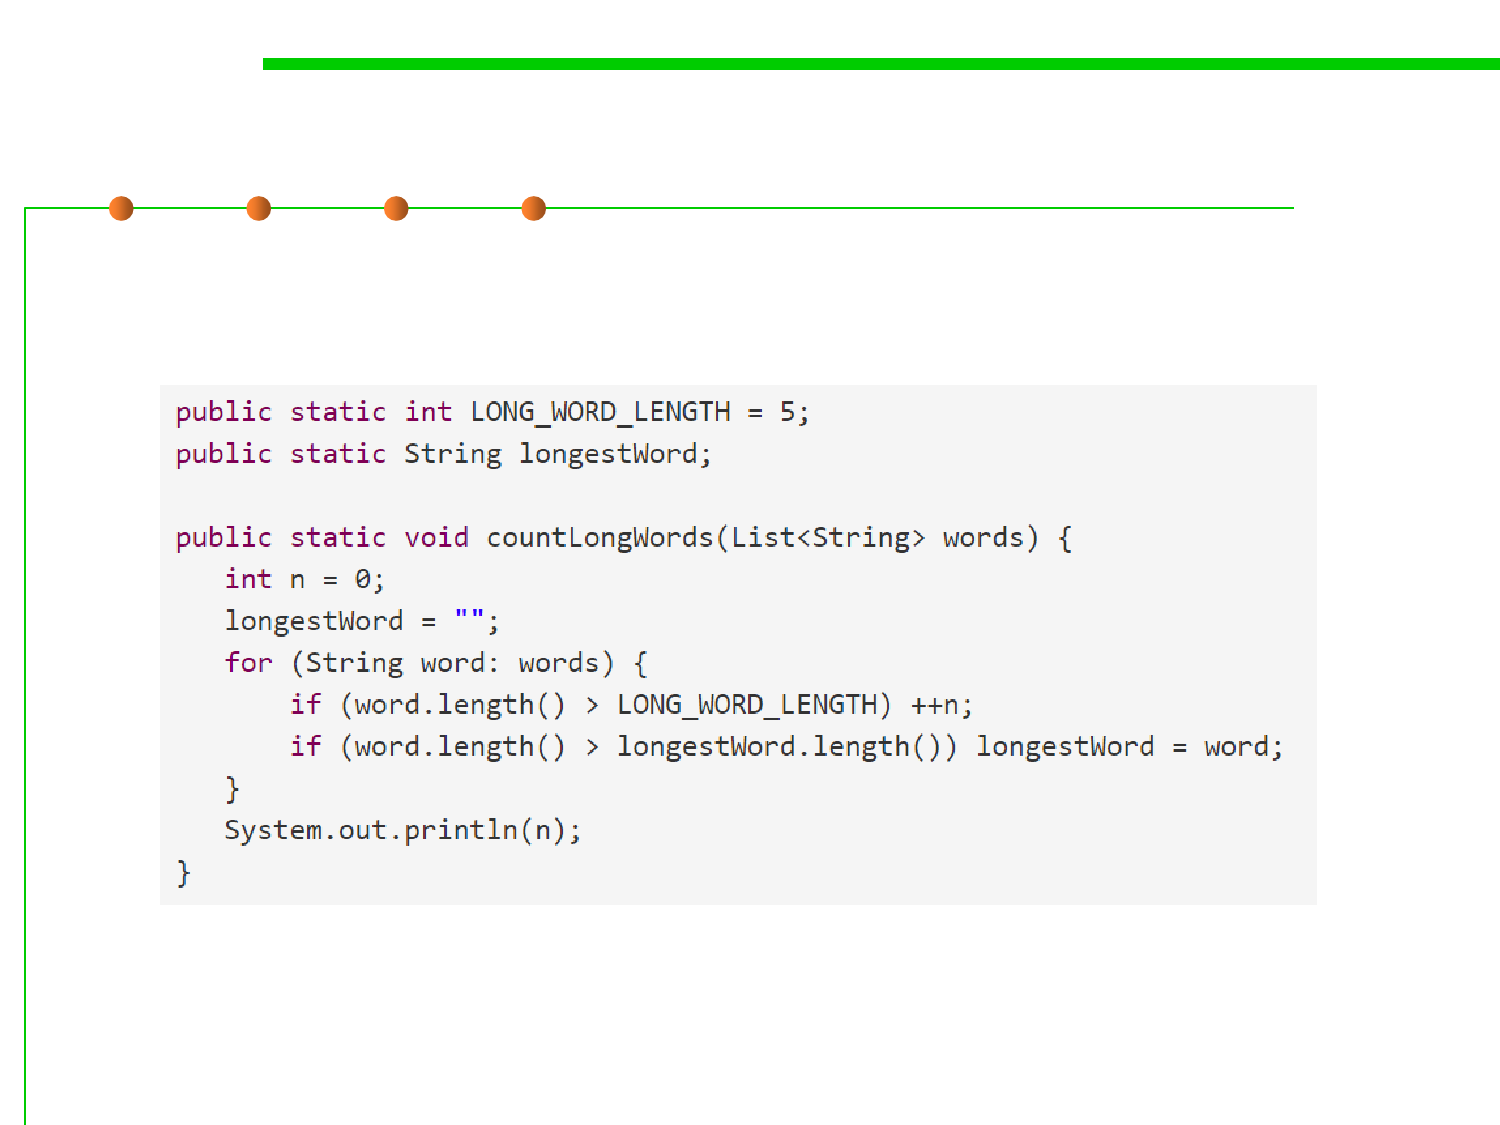 public static int LONG_WORD_LENGTH = 5;
public static String longestWord;

public static void countLongWords(List<String> words) {
   int n = 0;
   longestWord = "";
   for (String word: words) {
       if (word.length() > LONG_WORD_LENGTH) ++n;
       if (word.length() > longestWord.length()) longestWord = word;
   }
   System.out.println(n);
}